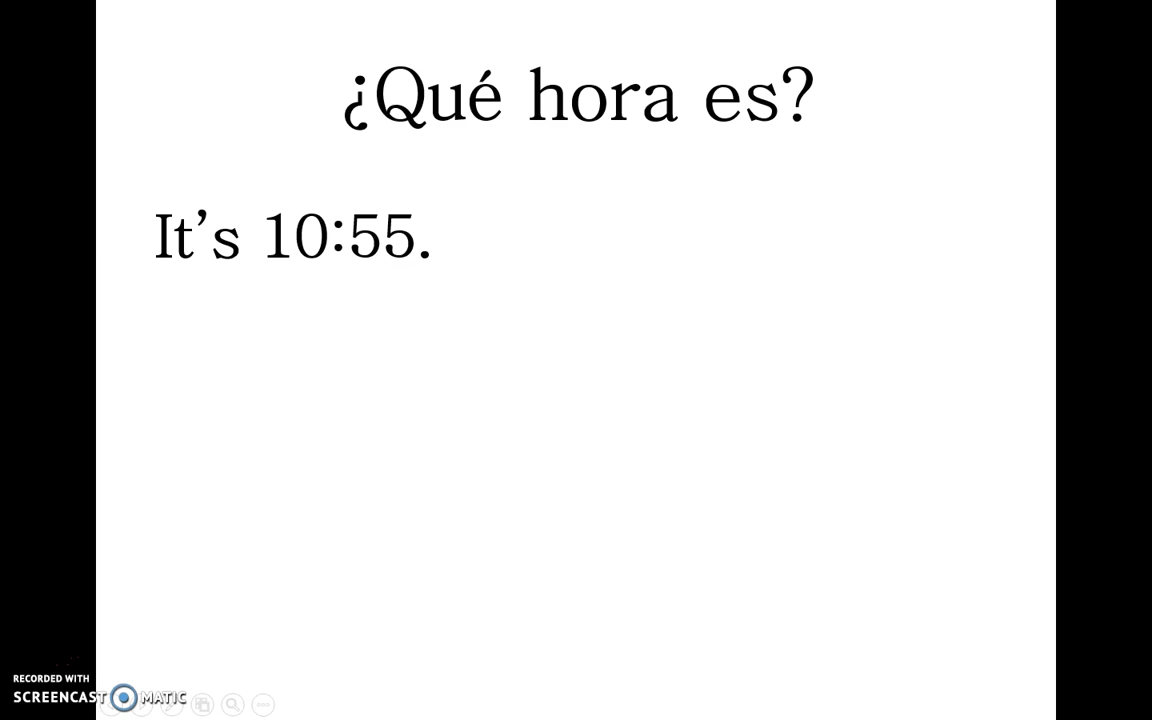 ¿Qué hora es?
It’s 10:55.
RECORDED WITH
SCREENCAST MATIC